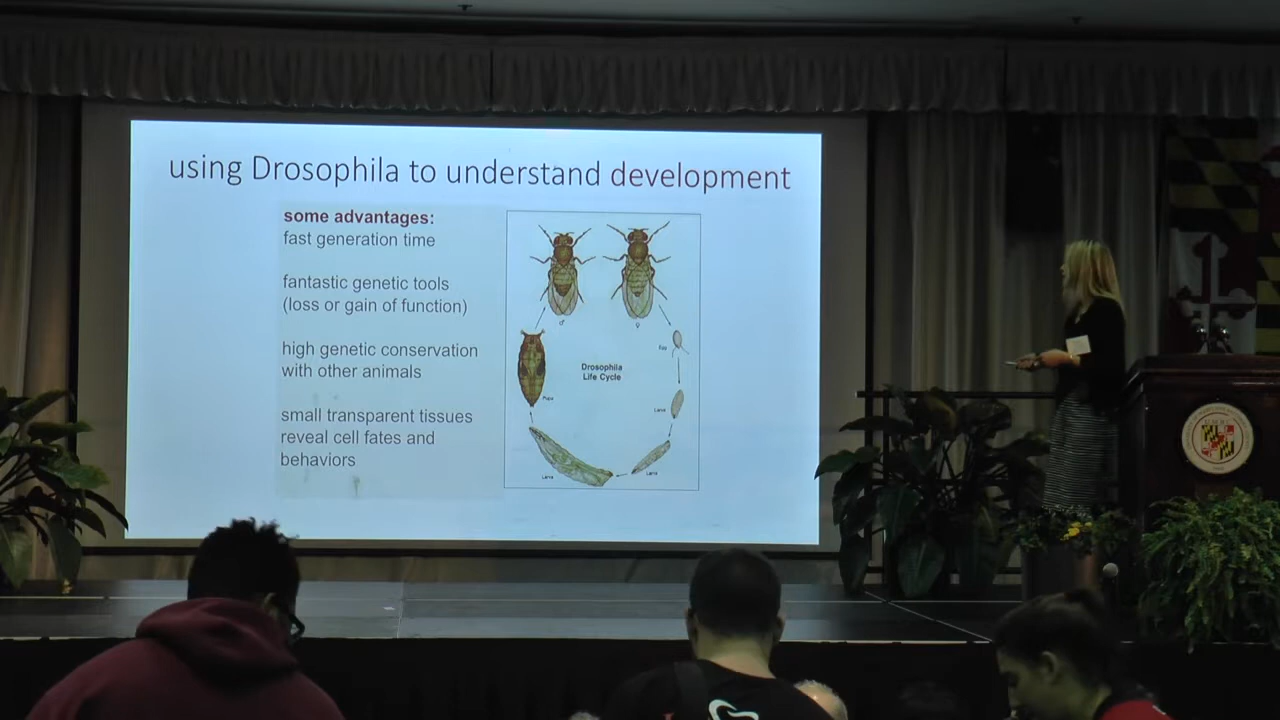 using Drosophila to understand development
some advantages:
fast generation time
fantastic genetic tools
(loss or gain of function)
high genetic conservation
with other animals
small transparent tissues
reveal cell fates and
behaviors
♂
♀
Drosophila
Life Cycle
Egg
Larva
Larva
Larva
Pupa